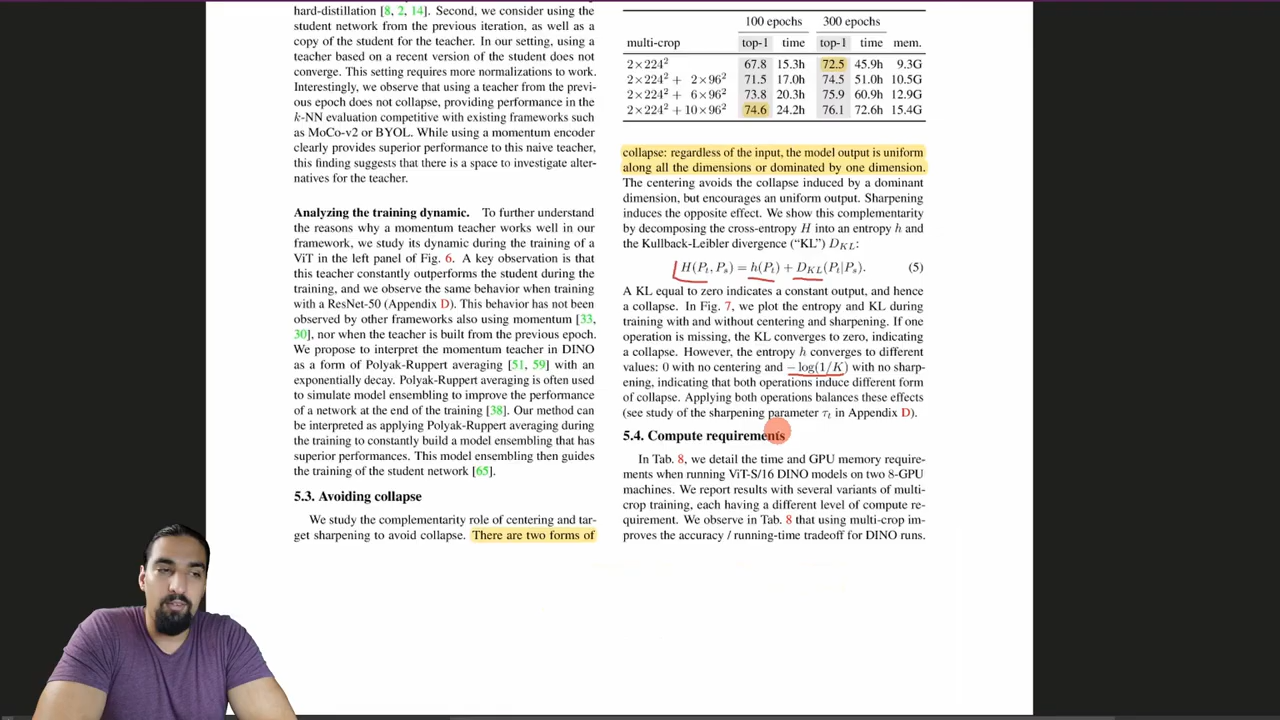 hard-distillation [8, 2, 14]. Second, we consider using the
student network from the previous iteration, as well as a
copy of the student for the teacher. In our setting, using a
teacher based on a recent version of the student does not
converge. This setting requires more normalizations to work.
Interestingly, we observe that using a teacher from the previ-
ous epoch does not collapse, providing performance in the
k-NN evaluation competitive with existing frameworks such
as MoCo-v2 or BYOL. While using a momentum encoder
clearly provides superior performance to this naive teacher,
this finding suggests that there is a space to investigate alter-
natives for the teacher.
Analyzing the training dynamic. To further understand
the reasons why a momentum teacher works well in our
framework, we study its dynamic during the training of a
ViT in the left panel of Fig. 6. A key observation is that
this teacher constantly outperforms the student during the
training, and we observe the same behavior when training
with a ResNet-50 (Appendix D). This behavior has not been
observed by other frameworks also using momentum [33,
30], nor when the teacher is built from the previous epoch.
We propose to interpret the momentum teacher in DINO
as a form of Polyak-Ruppert averaging [51, 59] with an
exponentially decay. Polyak-Ruppert averaging is often used
to simulate model ensembling to improve the performance
of a network at the end of the training [38]. Our method can
be interpreted as applying Polyak-Ruppert averaging during
the training to constantly build a model ensembling that has
superior performances. This model ensembling then guides
the training of the student network [65].
5.3. Avoiding collapse
We study the complementarity role of centering and tar-
get sharpening to avoid collapse. There are two forms of
100 epochs 300 epochs
multi-crop top-1 time top-1 time mem.
2×224² 67.8 15.3h 72.5 45.9h 9.3G
2×224² + 2×96² 71.5 17.0h 74.5 51.0h 10.5G
2×224² + 6×96² 73.8 20.3h 75.9 60.9h 12.9G
2×224² + 10×96² 74.6 24.2h 76.1 72.6h 15.4G
collapse: regardless of the input, the model output is uniform
along all the dimensions or dominated by one dimension.
The centering avoids the collapse induced by a dominant
dimension, but encourages an uniform output. Sharpening
induces the opposite effect. We show this complementarity
by decomposing the cross-entropy H into an entropy h and
the Kullback-Leibler divergence (“KL”) D_KL:
H(P_t, P_s) = h(P_t) + D_KL(P_t|P_s). (5)
A KL equal to zero indicates a constant output, and hence
a collapse. In Fig. 7, we plot the entropy and KL during
training with and without centering and sharpening. If one
operation is missing, the KL converges to zero, indicating
a collapse. However, the entropy h converges to different
values: 0 with no centering and − log(1/K) with no sharp-
ening, indicating that both operations induce different form
of collapse. Applying both operations balances these effects
(see study of the sharpening parameter τ_t in Appendix D).
5.4. Compute requirements
In Tab. 8, we detail the time and GPU memory require-
ments when running ViT-S/16 DINO models on two 8-GPU
machines. We report results with several variants of multi-
crop training, each having a different level of compute re-
quirement. We observe in Tab. 8 that using multi-crop im-
proves the accuracy / running-time tradeoff for DINO runs.